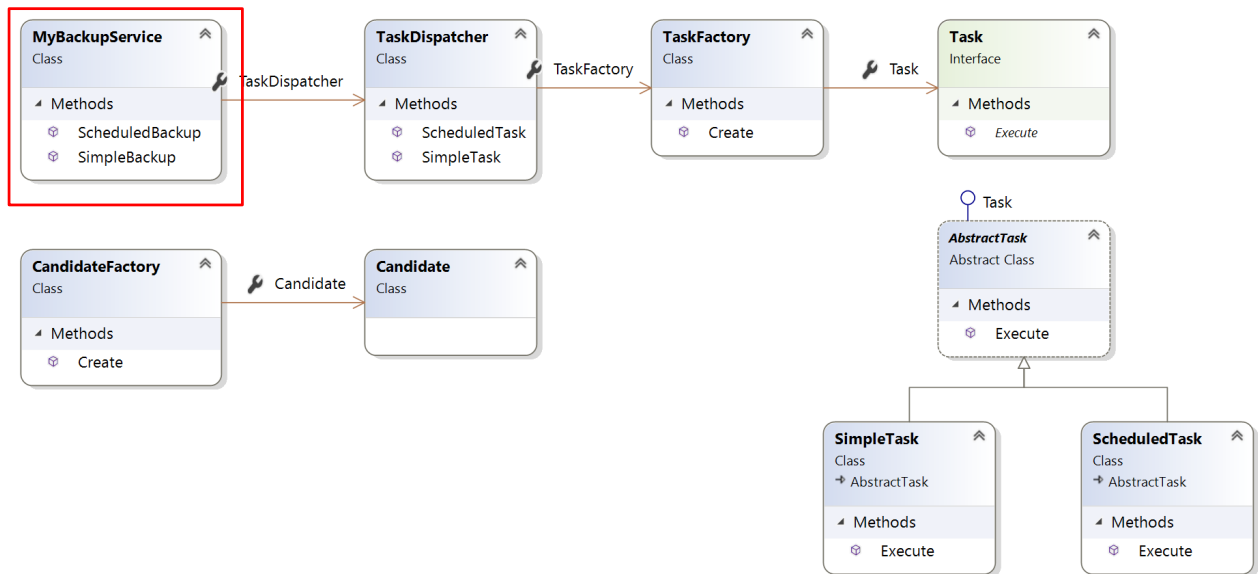 MyBackupService
Class
Methods
ScheduledBackup
SimpleBackup
TaskDispatcher
TaskDispatcher
Class
Methods
ScheduledTask
SimpleTask
TaskFactory
TaskFactory
Class
Methods
Create
Task
Task
Interface
Methods
Execute
CandidateFactory
Class
Methods
Create
Candidate
Candidate
Class
Task
AbstractTask
Abstract Class
Methods
Execute
SimpleTask
Class
AbstractTask
Methods
Execute
ScheduledTask
Class
AbstractTask
Methods
Execute